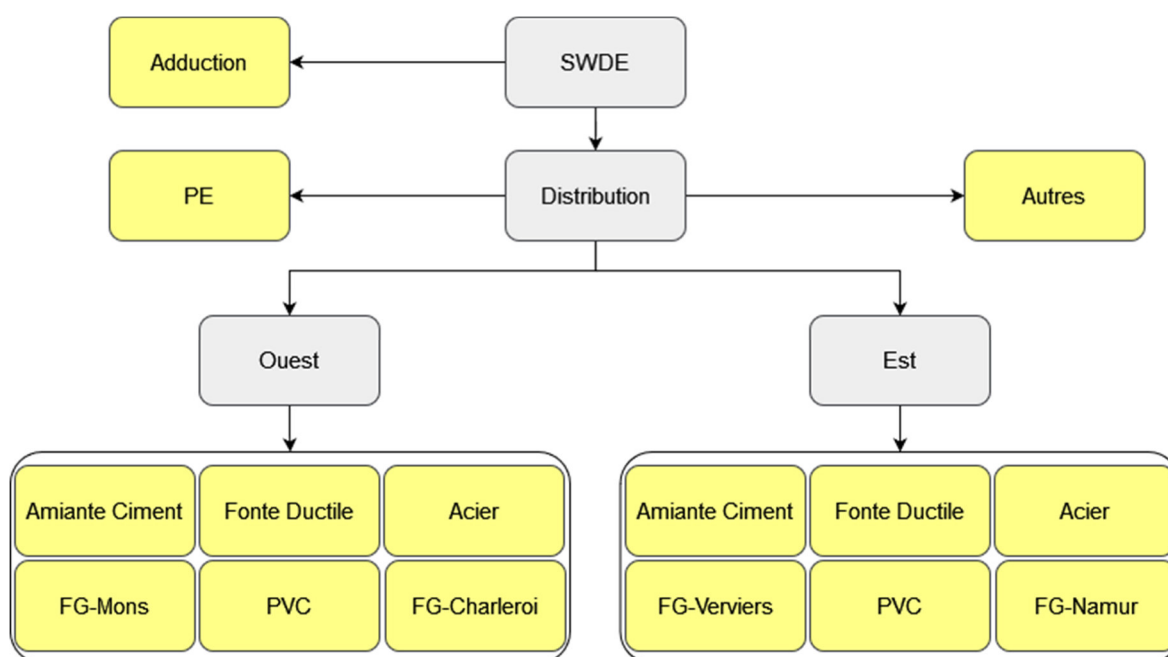 Adduction
SWDE
PE
Distribution
Autres
Ouest
Est
Amiante Ciment
Fonte Ductile
Acier
FG-Mons
PVC
FG-Charleroi
Amiante Ciment
Fonte Ductile
Acier
FG-Verviers
PVC
FG-Namur